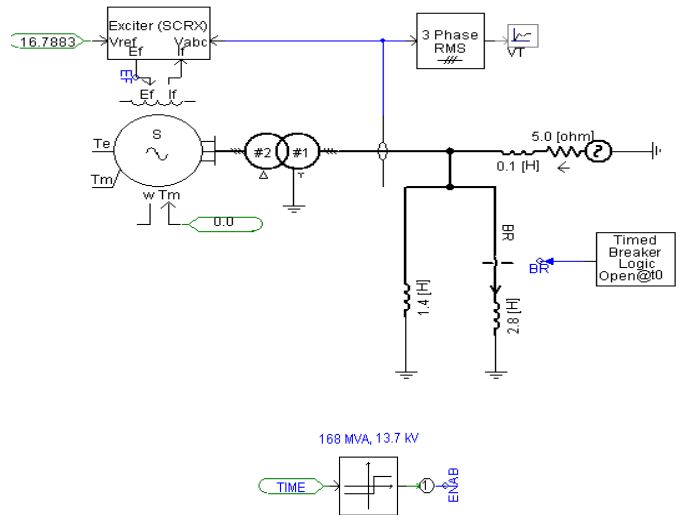 Exciter (SCRX)
16.7883
Vref
Vabc
Ef
If
3 Phase
RMS
VT
EF
Ef
If
S
Te
Tm
#2
#1
5.0 [ohm]
0.1 [H]
w
Tm
0.0
BR
BR
Timed
Breaker
Logic
Open@t0
1.4 [H]
2.8 [H]
168 MVA, 13.7 kV
TIME
1
ENAB